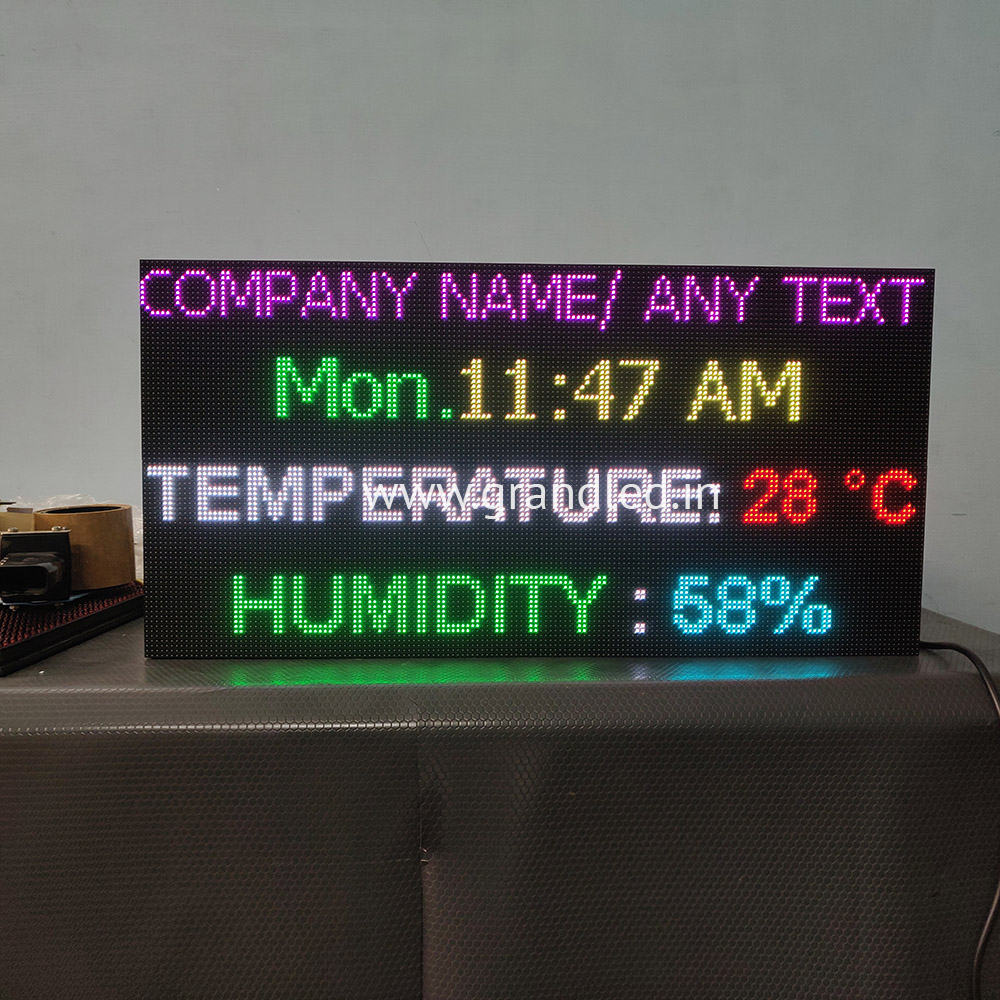 COMPANY NAME/ ANY TEXT
Mon.11:47 AM
TEMPERATURE: 28 °C
www.grandled.in
HUMIDITY : 58%